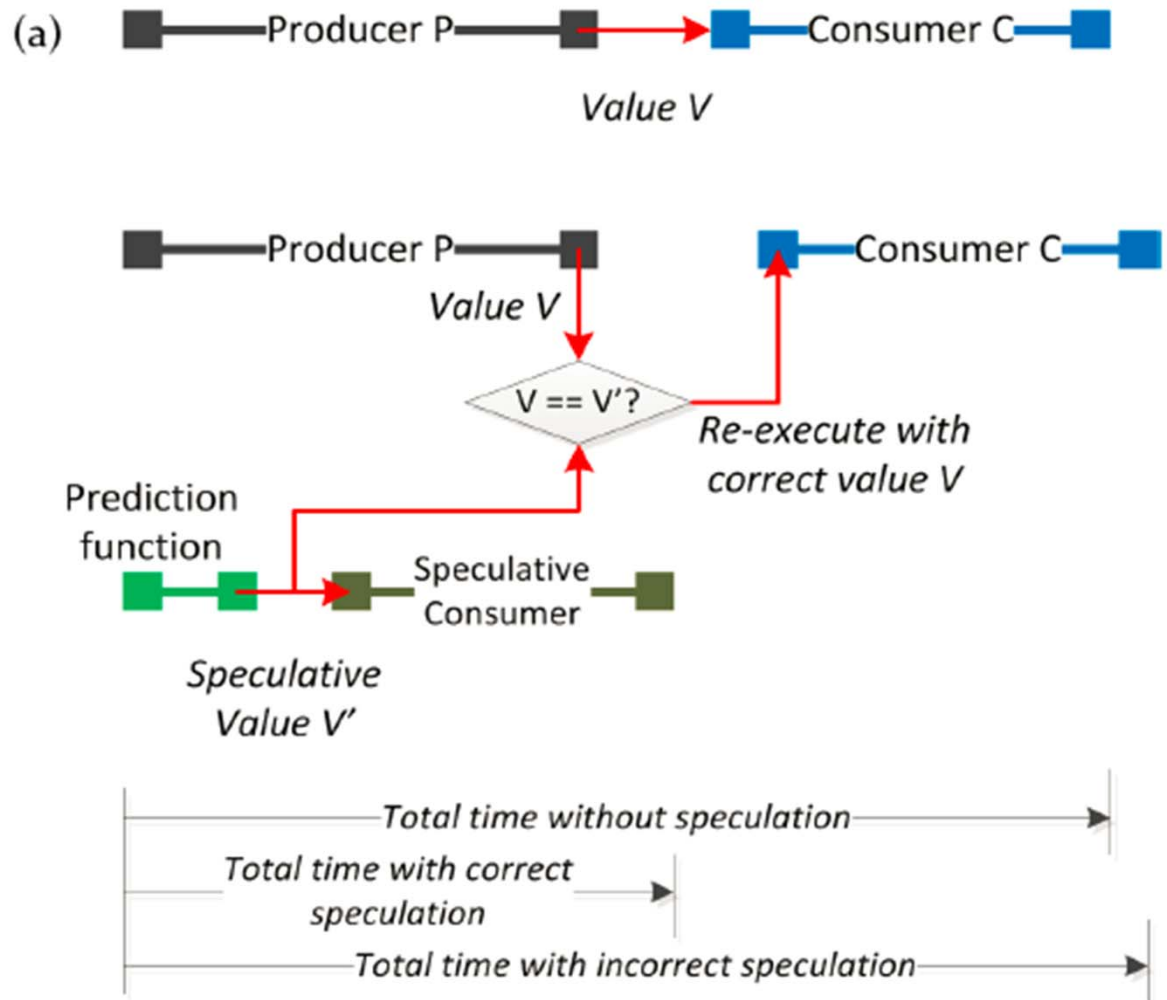 (a)
Producer P
Consumer C
Value V
Producer P
Consumer C
Value V
V == V’?
Re-execute with
correct value V
Prediction
function
Speculative
Consumer
Speculative
Value V’
Total time without speculation
Total time with correct
speculation
Total time with incorrect speculation